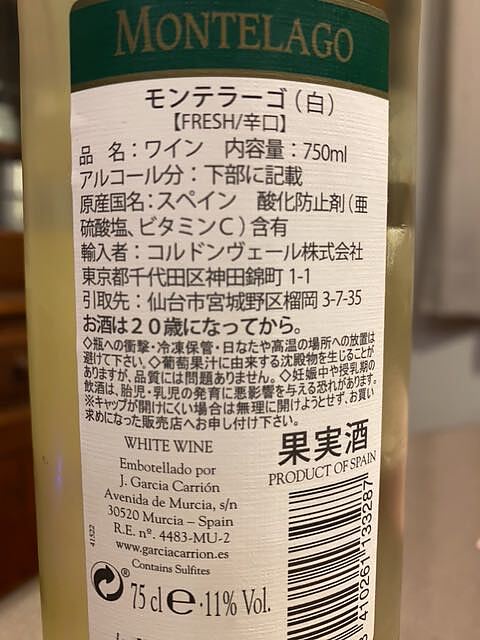 MONTELAGO
モンテラーゴ（白）
【FRESH/辛口】
品　名：ワイン　内容量：750ml
アルコール分：下部に記載
原産国名：スペイン　酸化防止剤（亜
硫酸塩、ビタミンC）含有
輸入者：コルドンヴェール株式会社
東京都千代田区神田錦町 1-1
引取先：仙台市宮城野区榴岡 3-7-35
お酒は２０歳になってから。
◇瓶への衝撃・冷凍保管・日なたや高温の場所への放置は
避けて下さい。◇葡萄果汁に由来する沈殿物を生じることが
ありますが、品質には問題ありません。◇妊娠中や授乳期の
飲酒は、胎児・乳児の発育に悪影響を与える恐れがあります。
※キャップが開けにくい場合は無理に開けようとせず、お買い
求めになった販売店へお申し付け下さい。
WHITE WINE
Embotellado por
J. García Carrión
Avenida de Murcia, s/n
30520 Murcia – Spain
R.E. nº. 4483-MU-2
www.garciacarrion.es
Contains Sulfites
75 cl e · 11% Vol.
果実酒
PRODUCT OF SPAIN
8 410261 133287
41522